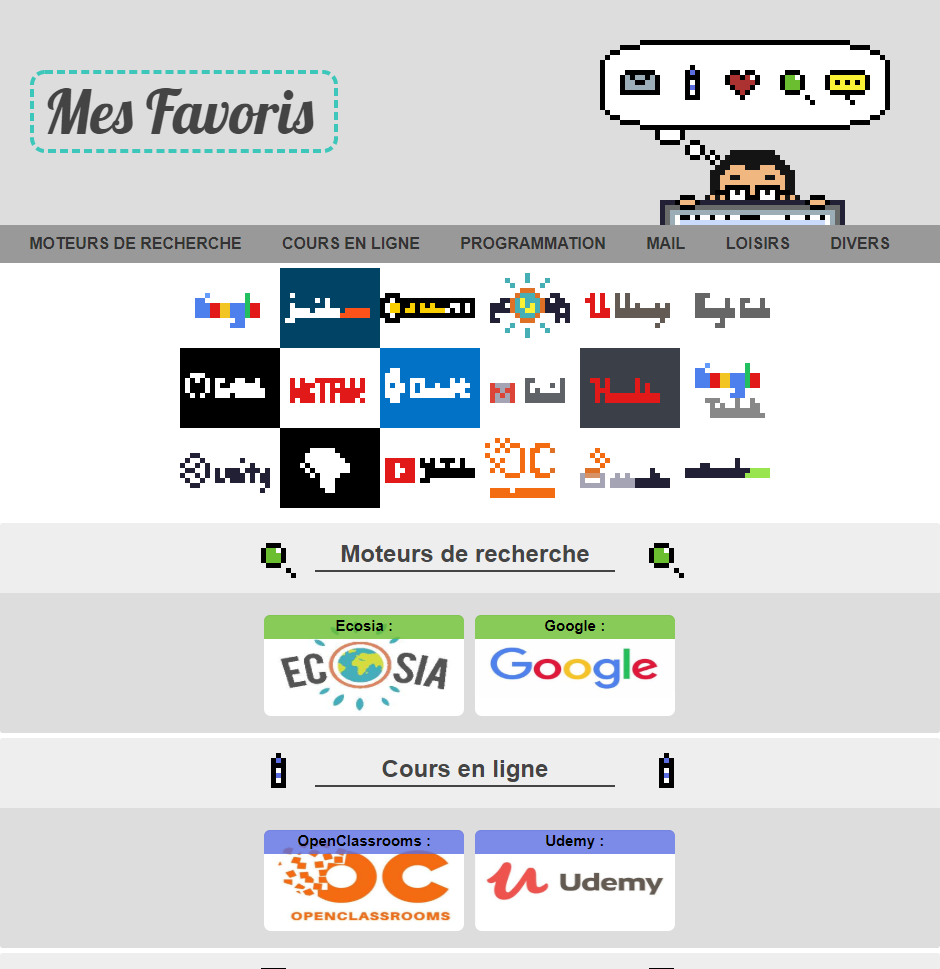 Mes Favoris
MOTEURS DE RECHERCHE COURS EN LIGNE PROGRAMMATION MAIL LOISIRS DIVERS
unity
Moteurs de recherche
Ecosia : Google :
ECOSIA Google
Cours en ligne
OpenClassrooms : Udemy :
OC Udemy
OPENCLASSROOMS